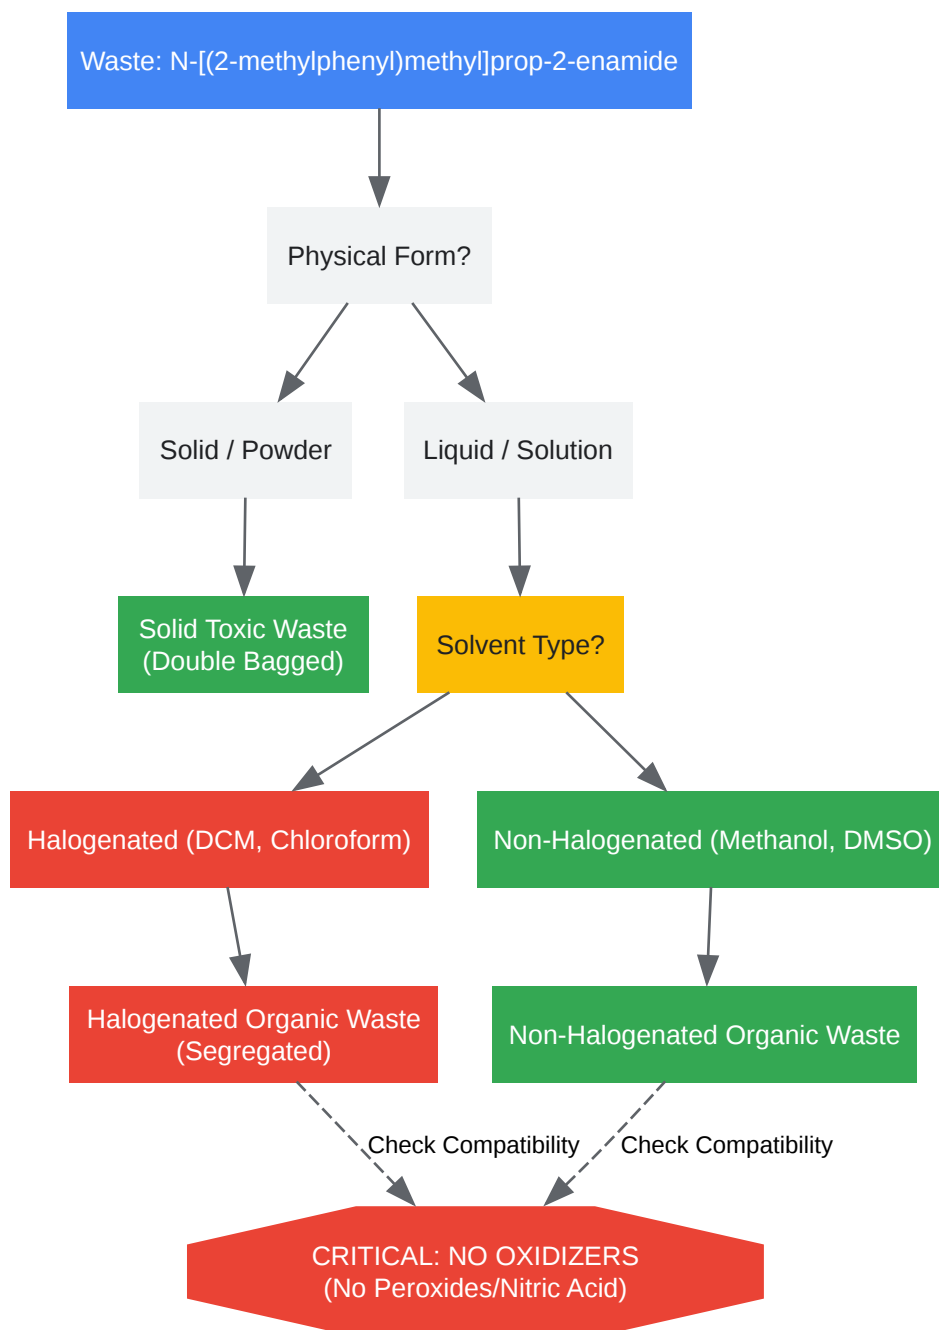 Waste: N-[(2-methylphenyl)methyl]prop-2-enamide
Physical Form?
Solid / Powder
Liquid / Solution
Solid Toxic Waste
(Double Bagged)
Solvent Type?
Halogenated (DCM, Chloroform)
Non-Halogenated (Methanol, DMSO)
Halogenated Organic Waste
(Segregated)
Non-Halogenated Organic Waste
Check Compatibility
Check Compatibility
CRITICAL: NO OXIDIZERS
(No Peroxides/Nitric Acid)